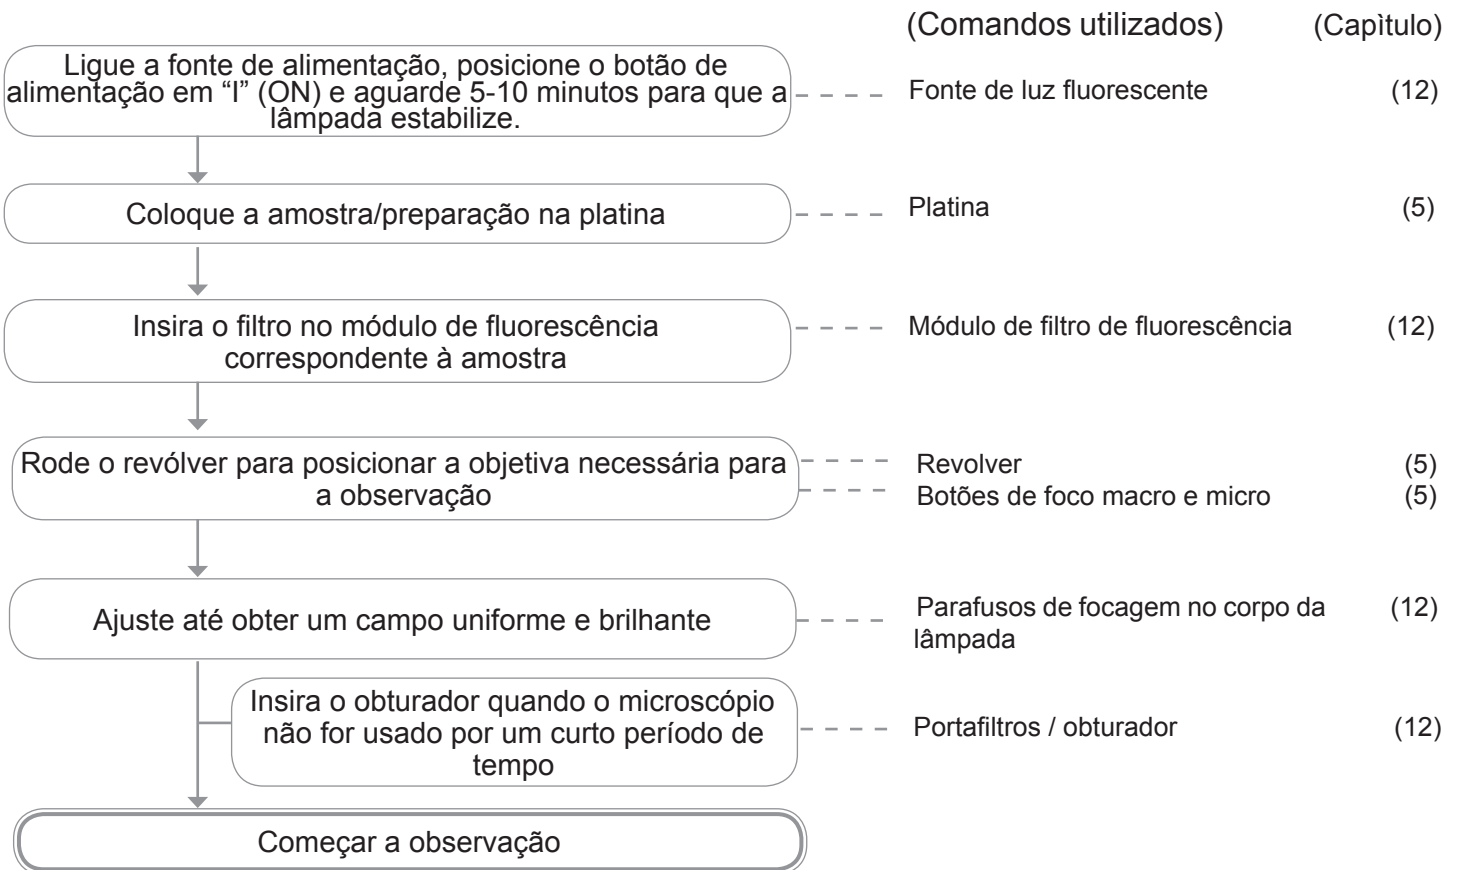 (Comandos utilizados) (Capìtulo)
Ligue a fonte de alimentação, posicione o botão de
alimentação em “I” (ON) e aguarde 5-10 minutos para que a
lâmpada estabilize.
Fonte de luz fluorescente (12)
Coloque a amostra/preparação na platina
Platina (5)
Insira o filtro no módulo de fluorescência
correspondente à amostra
Módulo de filtro de fluorescência (12)
Rode o revólver para posicionar a objetiva necessária para
a observação
Revolver (5)
Botões de foco macro e micro (5)
Ajuste até obter um campo uniforme e brilhante
Parafusos de focagem no corpo da (12)
lâmpada
Insira o obturador quando o microscópio
não for usado por um curto período de
tempo
Portafiltros / obturador (12)
Começar a observação